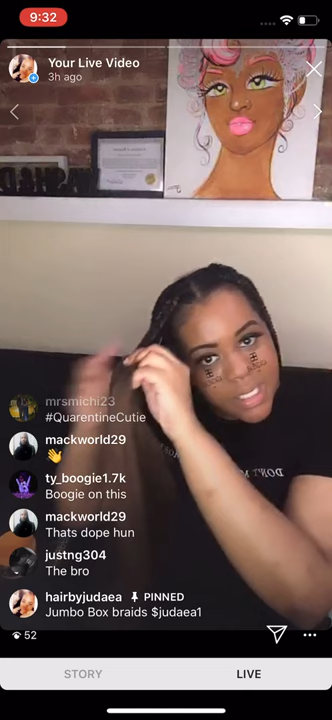 9:32
Your Live Video
3h ago
mrsmichi23
#QuarentineCutie
mackworld29
👋
ty_boogie1.7k
Boogie on this
mackworld29
Thats dope hun
justng304
The bro
hairbyjudaea PINNED
Jumbo Box braids $judaea1
52
STORY
LIVE